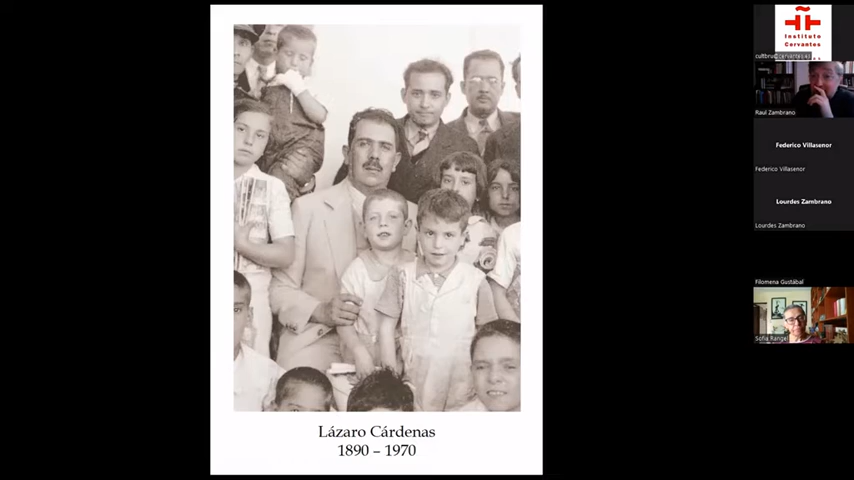 Lázaro Cárdenas
1890 – 1970
Instituto
Cervantes
Raul Zambrano
Federico Villasenor
Federico Villasenor
Lourdes Zambrano
Lourdes Zambrano
Filomena Gustábal
Sofia Rangel